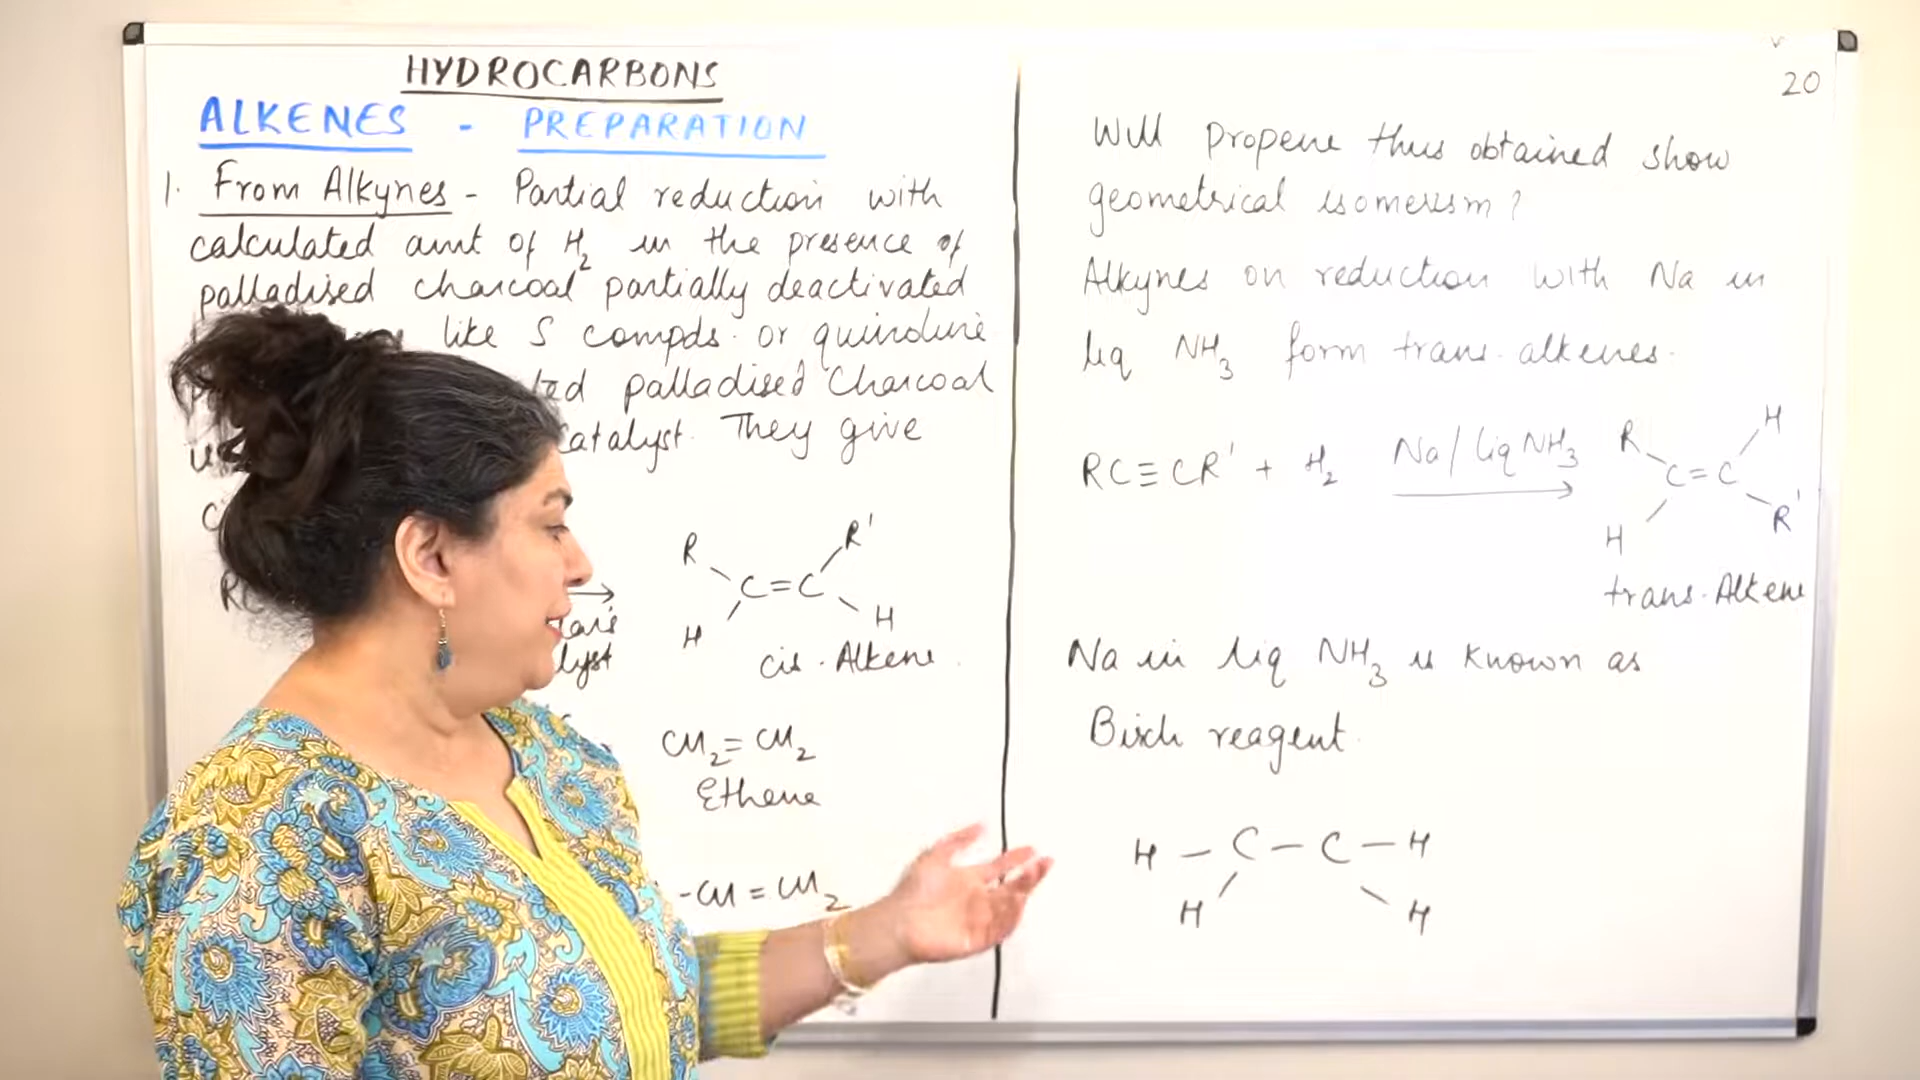 HYDROCARBONS
ALKENES - PREPARATION
1. From Alkynes - Partial reduction with
calculated amt of H₂ in the presence of
palladised charcoal partially deactivated
like S compds. or quinoline
palladised charcoal
catalyst. They give
R R'
C=C
H H
cis-Alkene.
CH₂=CH₂
Ethene
-CH=CH₂
20
Will propene thus obtained show
geometrical isomerism?
Alkynes on reduction with Na in
liq NH₃ form trans-alkenes.
RC≡CR' + H₂ Na/liq NH₃ →
R H
C=C
H R'
trans-Alkene
Na in liq NH₃ is known as
Birch reagent.
H-C-C-H
H H